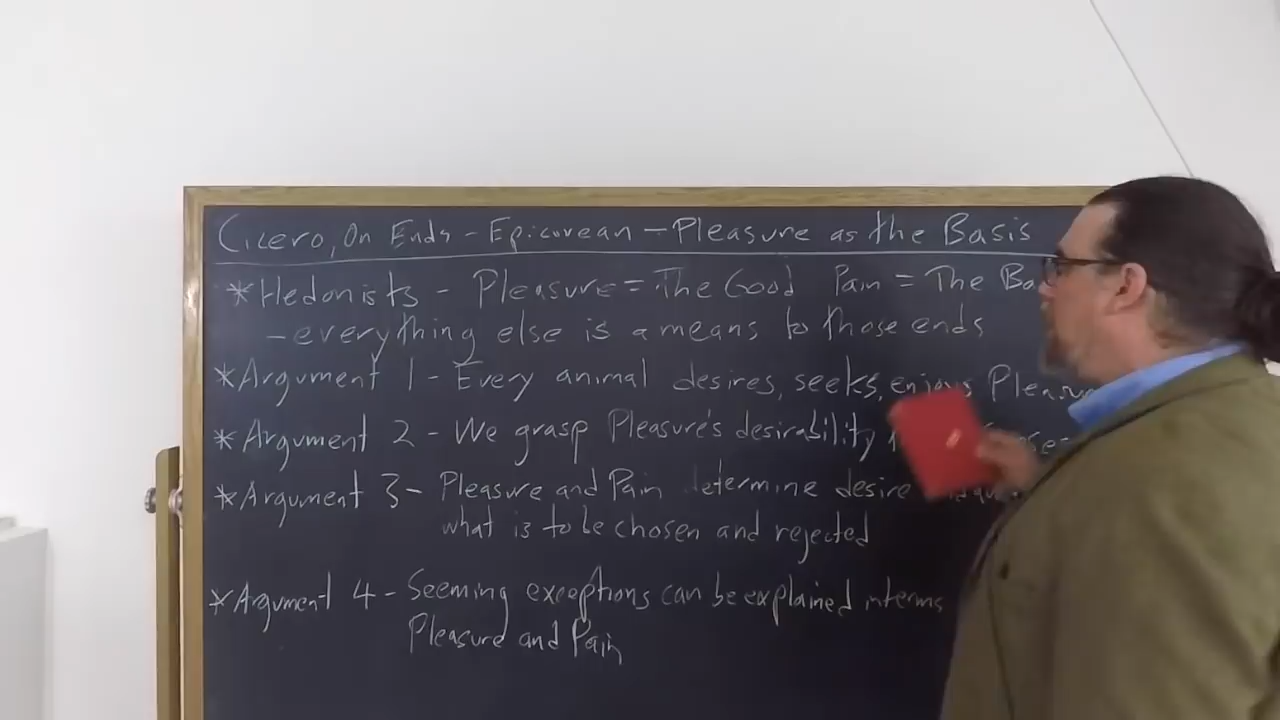 Cicero, On Ends - Epicurean - Pleasure as the Basis
* Hedonists - Pleasure = The Good Pain = The Ba
- everything else is a means to those ends
* Argument 1 - Every animal desires, seeks, enjoys Pleasu
* Argument 2 - We grasp Pleasure's desirability
* Argument 3 - Pleasure and Pain determine desire
what is to be chosen and rejected
* Argument 4 - Seeming exceptions can be explained interms
Pleasure and Pain